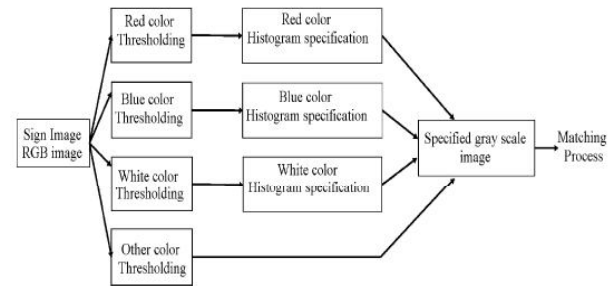 Red color
Thresholding
Red color
Histogram specification
Blue color
Thresholding
Blue color
Histogram specification
Sign Image
RGB image
Specified gray scale
image
Matching
Process
White color
Thresholding
White color
Histogram specification
Other color
Thresholding